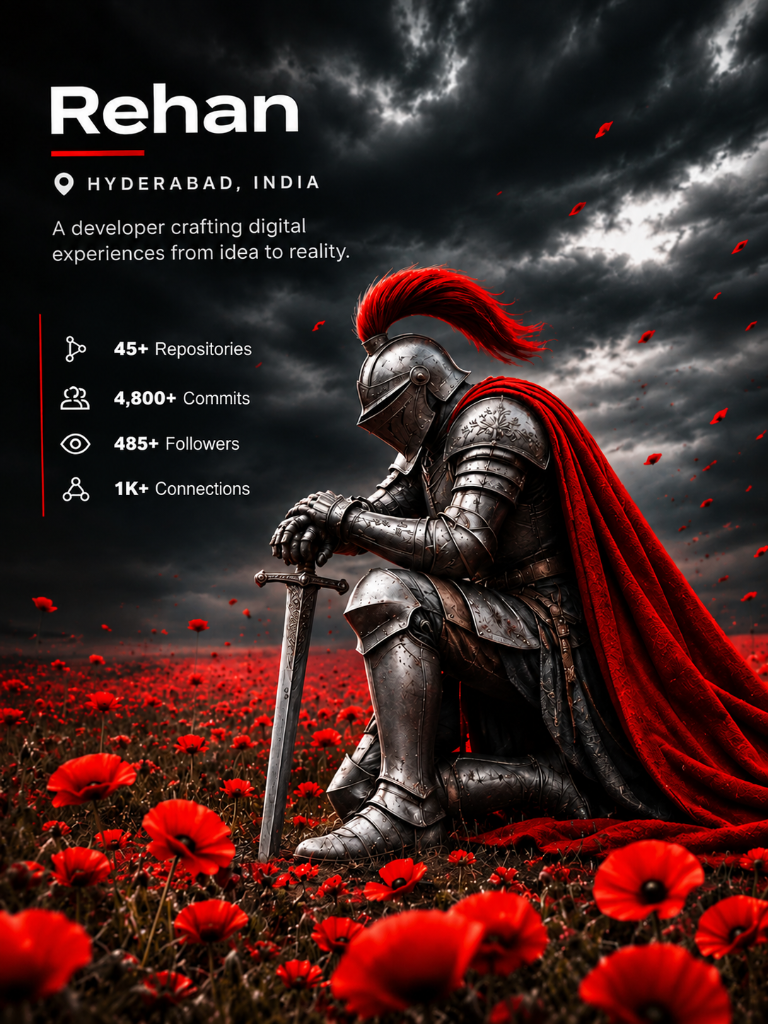 Rehan
HYDERABAD, INDIA
A developer crafting digital
experiences from idea to reality.
45+ Repositories
4,800+ Commits
485+ Followers
1K+ Connections